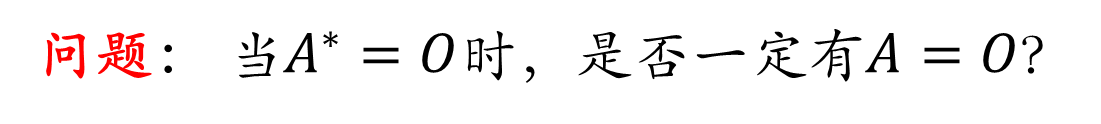 问题： 当A* = O时，是否一定有A = O？